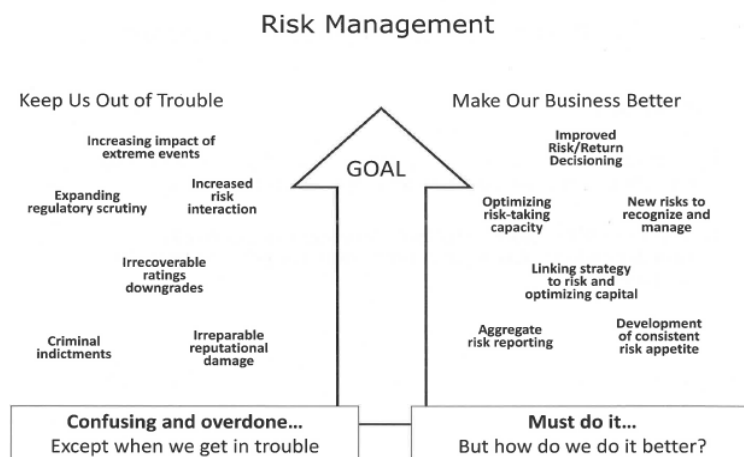 Risk Management
Keep Us Out of Trouble
Increasing impact of
extreme events
Expanding
regulatory scrutiny
Increased
risk
interaction
Irrecoverable
ratings
downgrades
Criminal
indictments
Irreparable
reputational
damage
Confusing and overdone...
Except when we get in trouble
GOAL
Make Our Business Better
Improved
Risk/Return
Decisioning
Optimizing
risk-taking
capacity
New risks to
recognize and
manage
Linking strategy
to risk and
optimizing capital
Aggregate
risk reporting
Development
of consistent
risk appetite
Must do it...
But how do we do it better?